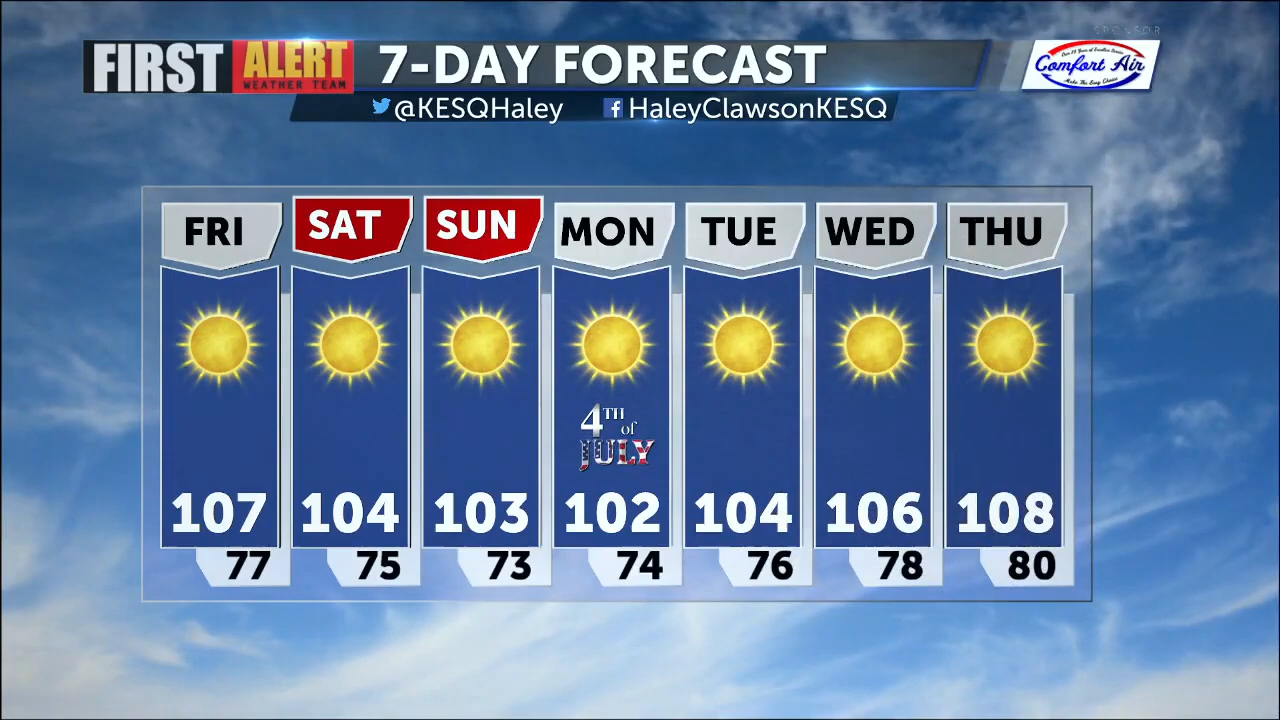 SPONSOR
FIRST ALERT
WEATHER TEAM
7-DAY FORECAST
Comfort Air
@KESQHaley HaleyClawsonKESQ
FRI SAT SUN MON TUE WED THU
4TH
of
JULY
107 104 103 102 104 106 108
77 75 73 74 76 78 80